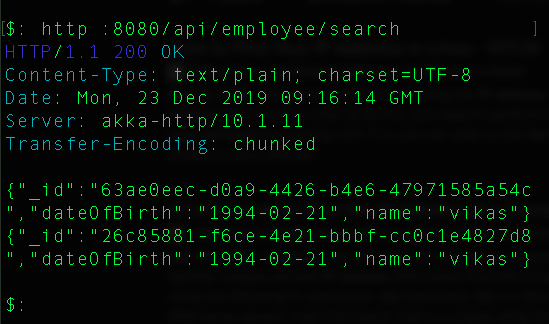 [$: http :8080/api/employee/search ]
HTTP/1.1 200 OK
Content-Type: text/plain; charset=UTF-8
Date: Mon, 23 Dec 2019 09:16:14 GMT
Server: akka-http/10.1.11
Transfer-Encoding: chunked
{"_id":"63ae0eec-d0a9-4426-b4e6-47971585a54c
","dateOfBirth":"1994-02-21","name":"vikas"}
{"_id":"26c85881-f6ce-4e21-bbbf-cc0c1e4827d8
","dateOfBirth":"1994-02-21","name":"vikas"}
$: